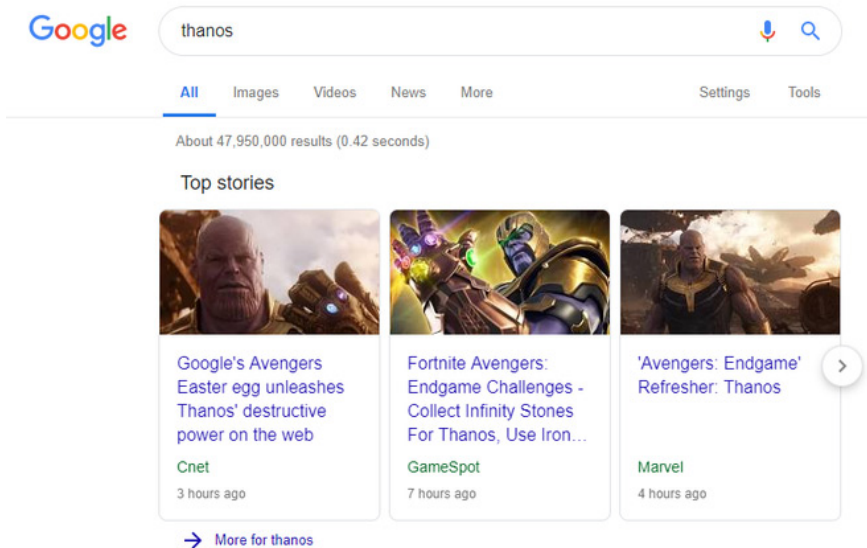 Google
thanos
All Images Videos News More Settings Tools
About 47,950,000 results (0.42 seconds)
Top stories
Google's Avengers
Easter egg unleashes
Thanos' destructive
power on the web
Cnet
3 hours ago
Fortnite Avengers:
Endgame Challenges -
Collect Infinity Stones
For Thanos, Use Iron...
GameSpot
7 hours ago
'Avengers: Endgame'
Refresher: Thanos
Marvel
4 hours ago
More for thanos